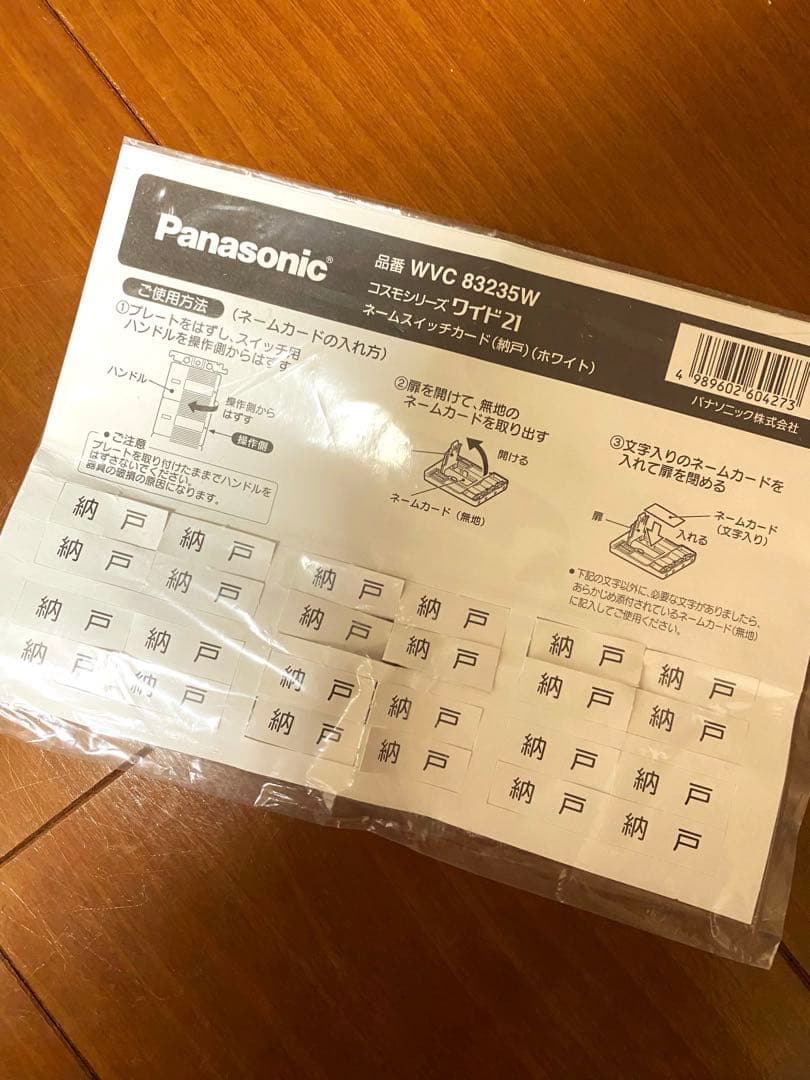 Panasonic®
品番 WVC 83235W
コスモシリーズ ワイド21
ネームスイッチカード(納戸)(ホワイト)
4 989602 604273
パナソニック株式会社
ご使用方法 (ネームカードの入れ方)
①プレートをはずし、スイッチ用
ハンドルを操作側からはずす
ハンドル
操作側から
はずす
操作側
●ご注意
プレートを取り付けたままでハンドルを
はずさないでください。
器具の破損の原因になります。
②扉を開けて、無地の
ネームカードを取り出す
開ける
ネームカード(無地)
③文字入りのネームカードを
入れて扉を閉める
扉
ネームカード
(文字入り)
入れる
●下記の文字以外に、必要な文字がありましたら、
あらかじめ添付されているネームカード(無地)
に記入してご使用ください。
納戸 納戸 納戸 納戸 納戸 納戸
納戸 納戸 納戸 納戸 納戸 納戸
納戸 納戸 納戸 納戸 納戸 納戸
納戸 納戸 納戸 納戸 納戸 納戸